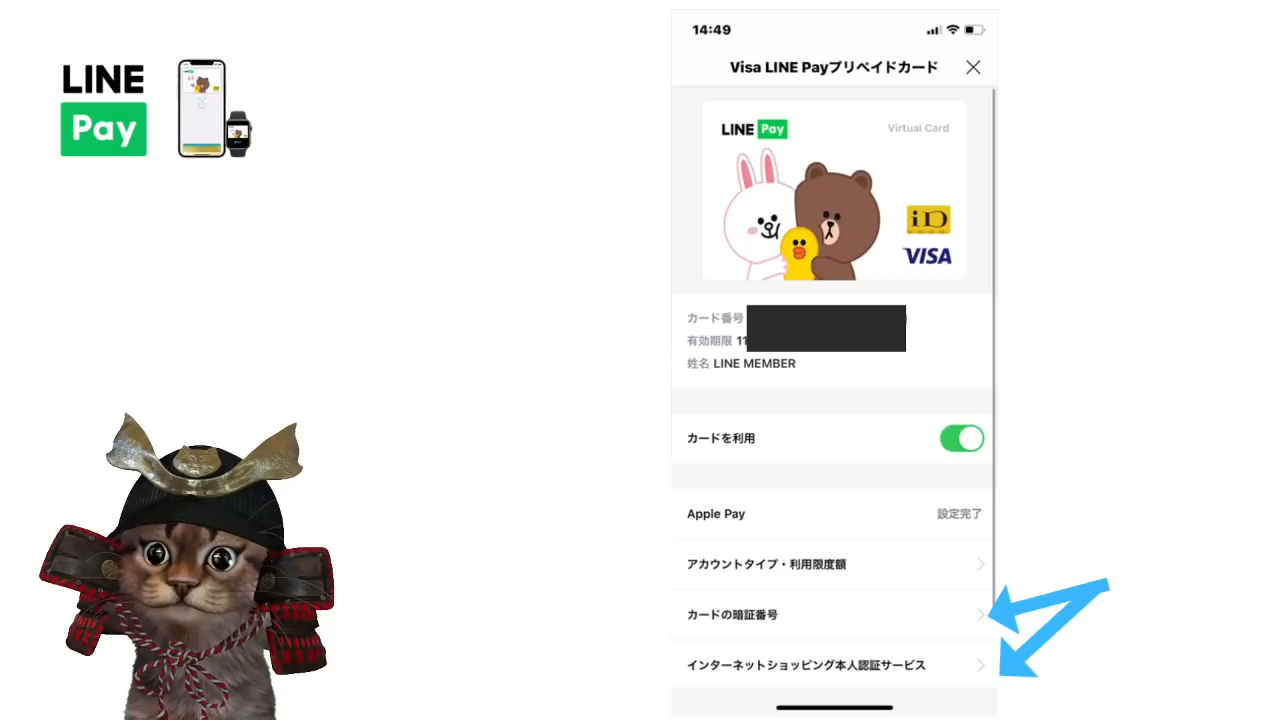 LINE
Pay
14:49
Visa LINE Payプリペイドカード
LINE Pay
Virtual Card
iD
VISA
カード番号
有効期限 11
姓名 LINE MEMBER
カードを利用
Apple Pay
設定完了
アカウントタイプ・利用限度額
カードの暗証番号
インターネットショッピング本人認証サービス